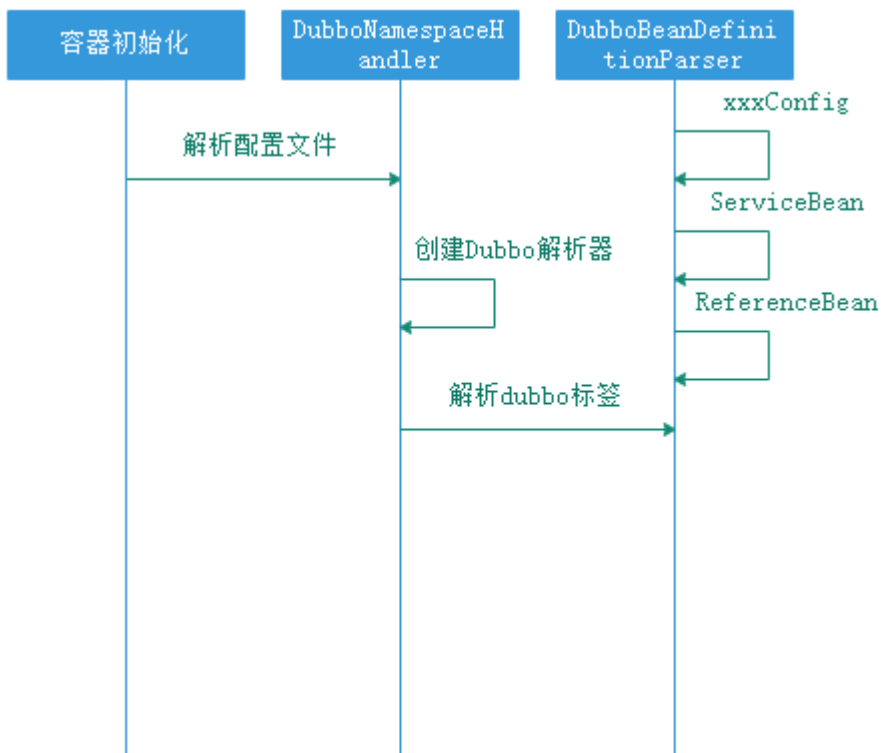 容器初始化
DubboNamespaceH
andler
DubboBeanDefini
tionParser
xxxConfig
解析配置文件
ServiceBean
创建Dubbo解析器
ReferenceBean
解析dubbo标签